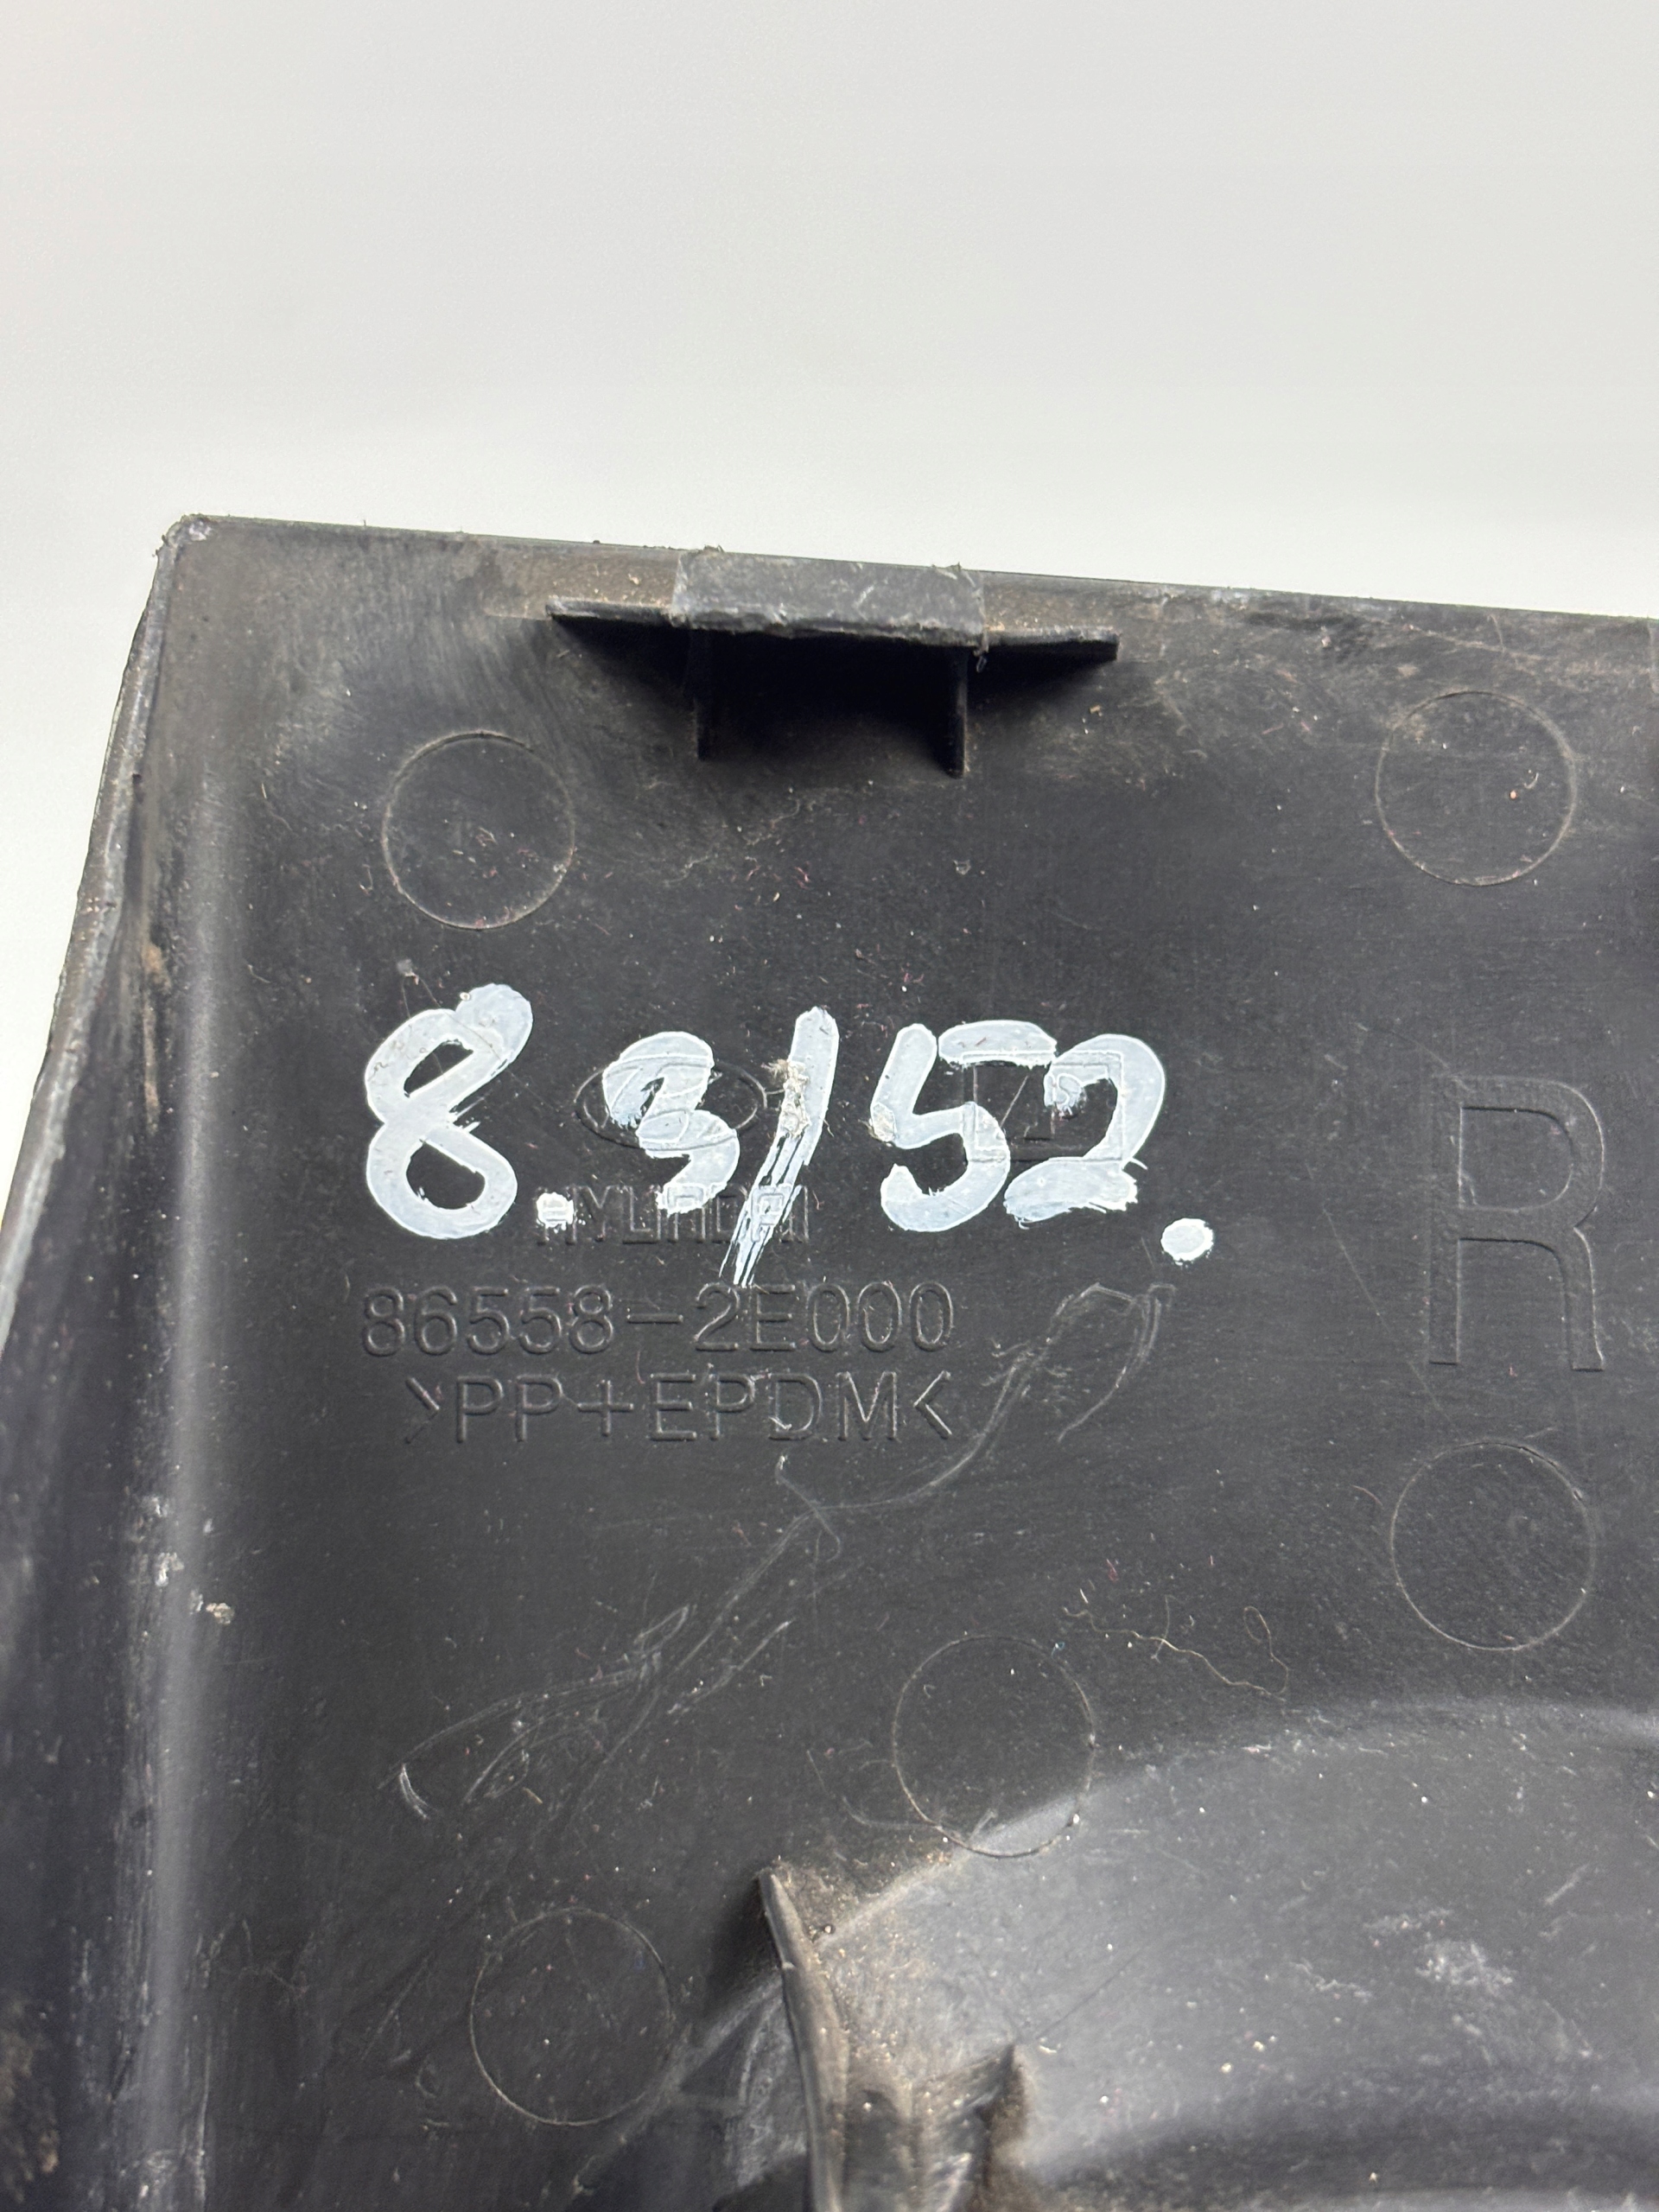 8.3/52.
HYUNDAI
R
86558-2E000
>PP+EPDM<